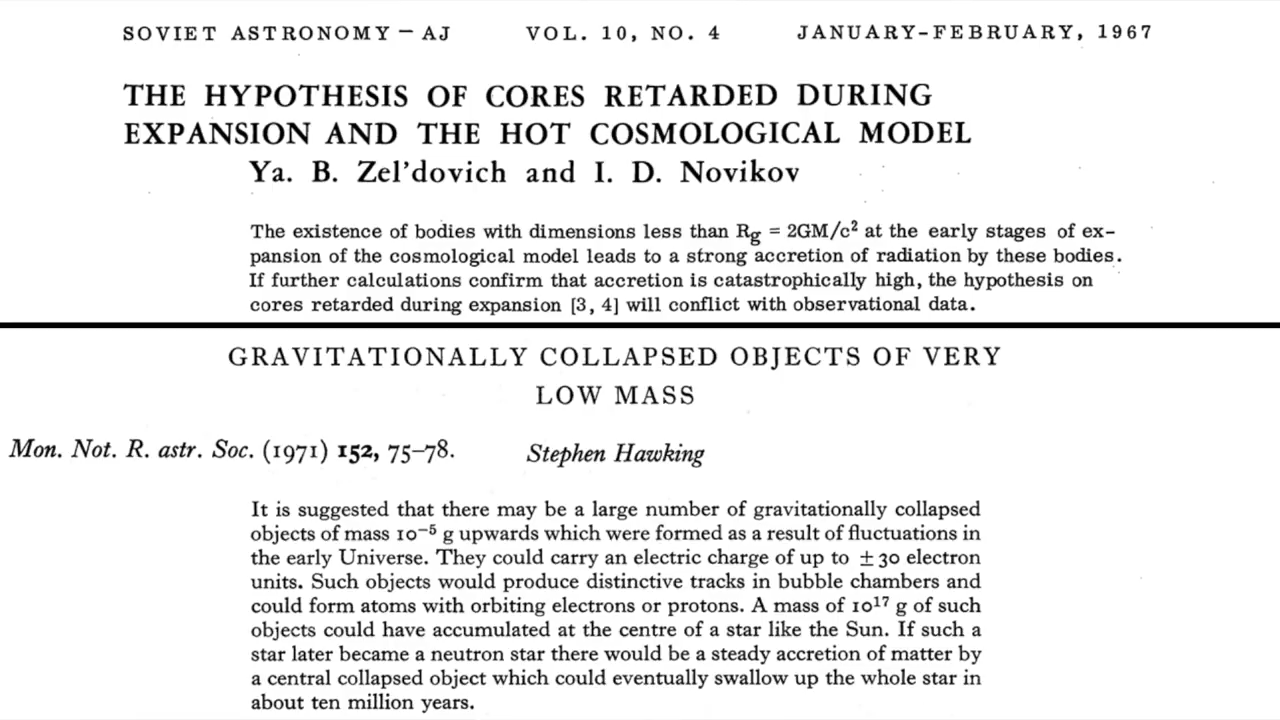 SOVIET ASTRONOMY – AJ VOL. 10, NO. 4 JANUARY-FEBRUARY, 1967
THE HYPOTHESIS OF CORES RETARDED DURING
EXPANSION AND THE HOT COSMOLOGICAL MODEL
Ya. B. Zel'dovich and I. D. Novikov
The existence of bodies with dimensions less than Rg = 2GM/c² at the early stages of ex-
pansion of the cosmological model leads to a strong accretion of radiation by these bodies.
If further calculations confirm that accretion is catastrophically high, the hypothesis on
cores retarded during expansion [3, 4] will conflict with observational data.
GRAVITATIONALLY COLLAPSED OBJECTS OF VERY
LOW MASS
Mon. Not. R. astr. Soc. (1971) 152, 75–78. Stephen Hawking
It is suggested that there may be a large number of gravitationally collapsed
objects of mass 10⁻⁵ g upwards which were formed as a result of fluctuations in
the early Universe. They could carry an electric charge of up to ± 30 electron
units. Such objects would produce distinctive tracks in bubble chambers and
could form atoms with orbiting electrons or protons. A mass of 10¹⁷ g of such
objects could have accumulated at the centre of a star like the Sun. If such a
star later became a neutron star there would be a steady accretion of matter by
a central collapsed object which could eventually swallow up the whole star in
about ten million years.